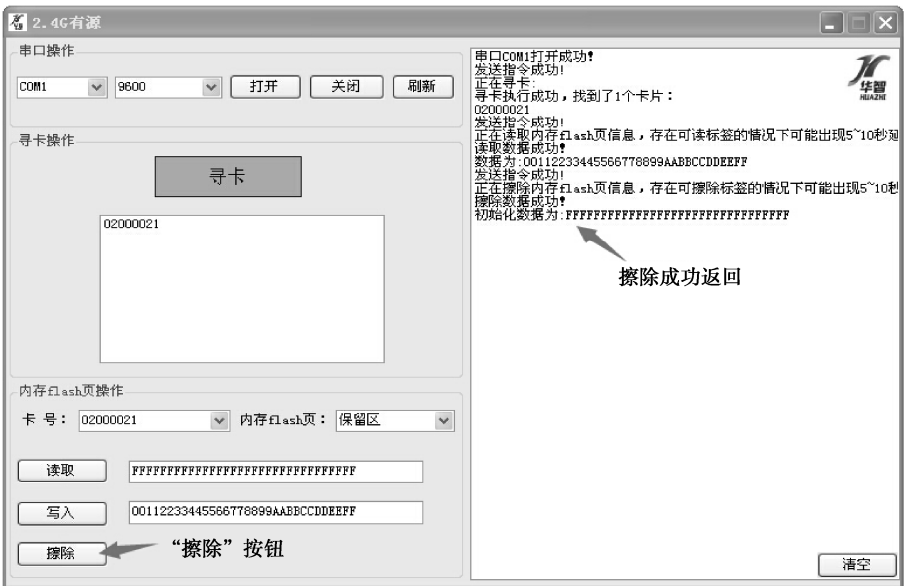 2.4G有源
串口操作
COM1 9600 打开 关闭 刷新
寻卡操作
寻卡
02000021
内存flash页操作
卡 号： 02000021 内存flash页： 保留区
读取 FFFFFFFFFFFFFFFFFFFFFFFFFFFFFFFF
写入 00112233445566778899AABBCCDDEEFF
擦除 “擦除”按钮
串口COM1打开成功!
发送指令成功!
正在寻卡:
寻卡执行成功，找到了1个卡片：
02000021
发送指令成功!
正在读取内存flash页信息，存在可读标签的情况下可能出现5~10秒延
读取数据成功!
数据为:00112233445566778899AABBCCDDEEFF
发送指令成功!
正在擦除内存flash页信息，存在可擦除标签的情况下可能出现5~10秒
擦除数据成功!
初始化数据为:FFFFFFFFFFFFFFFFFFFFFFFFFFFFFFFF
擦除成功返回
华智
HUAZHI
清空